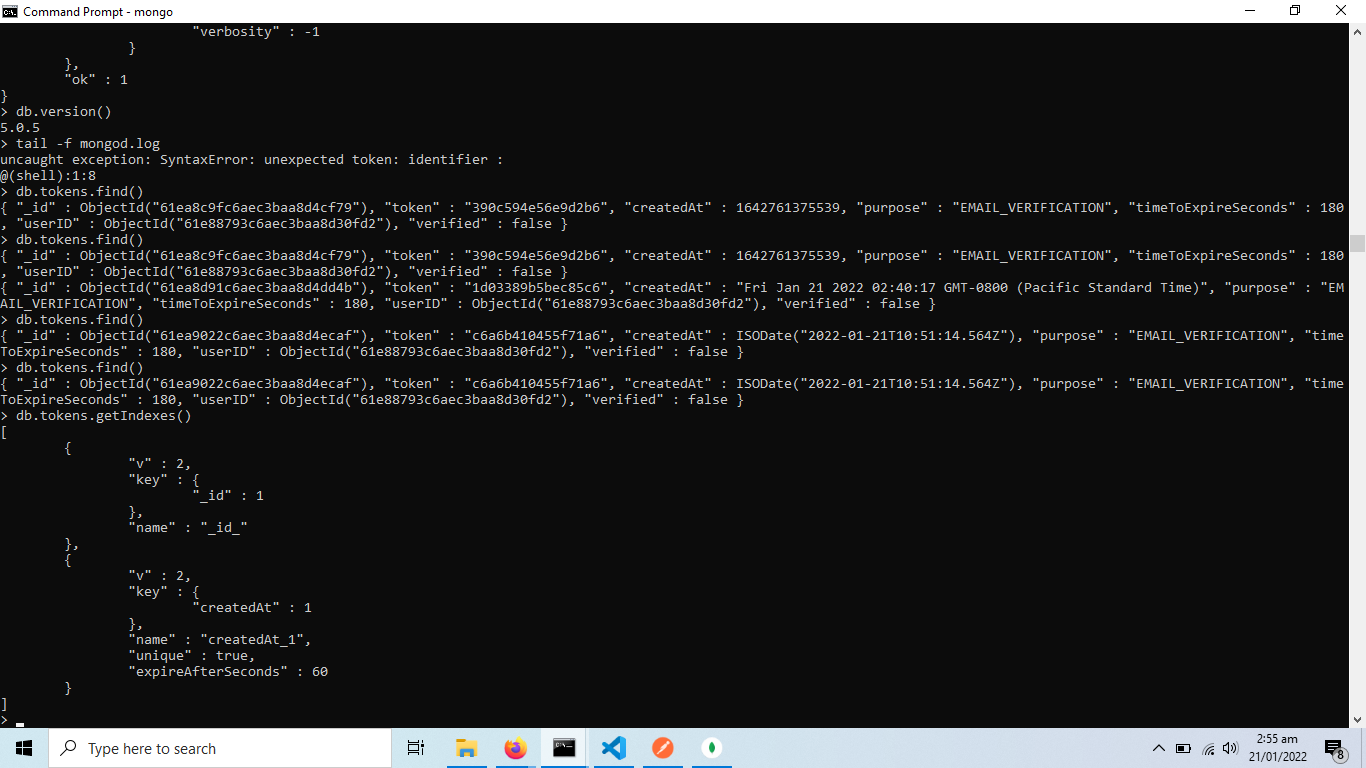 Command Prompt - mongo
"verbosity" : -1
}
},
"ok" : 1
}
> db.version()
5.0.5
> tail -f mongod.log
uncaught exception: SyntaxError: unexpected token: identifier :
@(shell):1:8
> db.tokens.find()
{ "_id" : ObjectId("61ea8c9fc6aec3baa8d4cf79"), "token" : "390c594e56e9d2b6", "createdAt" : 1642761375539, "purpose" : "EMAIL_VERIFICATION", "timeToExpireSeconds" : 180
, "userID" : ObjectId("61e88793c6aec3baa8d30fd2"), "verified" : false }
> db.tokens.find()
{ "_id" : ObjectId("61ea8c9fc6aec3baa8d4cf79"), "token" : "390c594e56e9d2b6", "createdAt" : 1642761375539, "purpose" : "EMAIL_VERIFICATION", "timeToExpireSeconds" : 180
, "userID" : ObjectId("61e88793c6aec3baa8d30fd2"), "verified" : false }
{ "_id" : ObjectId("61ea8d91c6aec3baa8d4dd4b"), "token" : "1d03389b5bec85c6", "createdAt" : "Fri Jan 21 2022 02:40:17 GMT-0800 (Pacific Standard Time)", "purpose" : "EM
AIL_VERIFICATION", "timeToExpireSeconds" : 180, "userID" : ObjectId("61e88793c6aec3baa8d30fd2"), "verified" : false }
> db.tokens.find()
{ "_id" : ObjectId("61ea9022c6aec3baa8d4ecaf"), "token" : "c6a6b410455f71a6", "createdAt" : ISODate("2022-01-21T10:51:14.564Z"), "purpose" : "EMAIL_VERIFICATION", "time
ToExpireSeconds" : 180, "userID" : ObjectId("61e88793c6aec3baa8d30fd2"), "verified" : false }
> db.tokens.find()
{ "_id" : ObjectId("61ea9022c6aec3baa8d4ecaf"), "token" : "c6a6b410455f71a6", "createdAt" : ISODate("2022-01-21T10:51:14.564Z"), "purpose" : "EMAIL_VERIFICATION", "time
ToExpireSeconds" : 180, "userID" : ObjectId("61e88793c6aec3baa8d30fd2"), "verified" : false }
> db.tokens.getIndexes()
[
{
"v" : 2,
"key" : {
"_id" : 1
},
"name" : "_id_"
},
{
"v" : 2,
"key" : {
"createdAt" : 1
},
"name" : "createdAt_1",
"unique" : true,
"expireAfterSeconds" : 60
}
]
>
Type here to search
2:55 am
21/01/2022
8